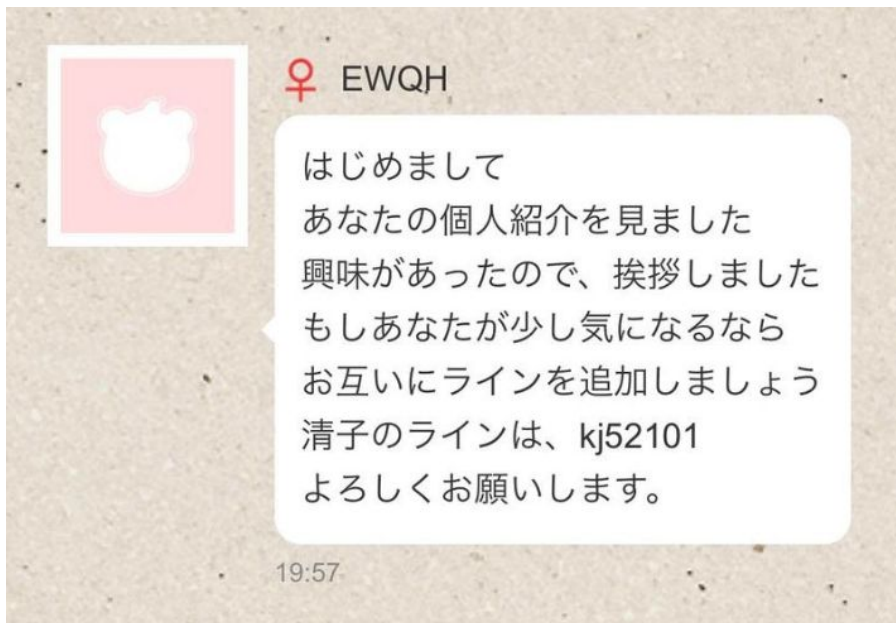 ♀ EWQH
はじめまして
あなたの個人紹介を見ました
興味があったので、挨拶しました
もしあなたが少し気になるなら
お互いにラインを追加しましょう
清子のラインは、kj52101
よろしくお願いします。
19:57